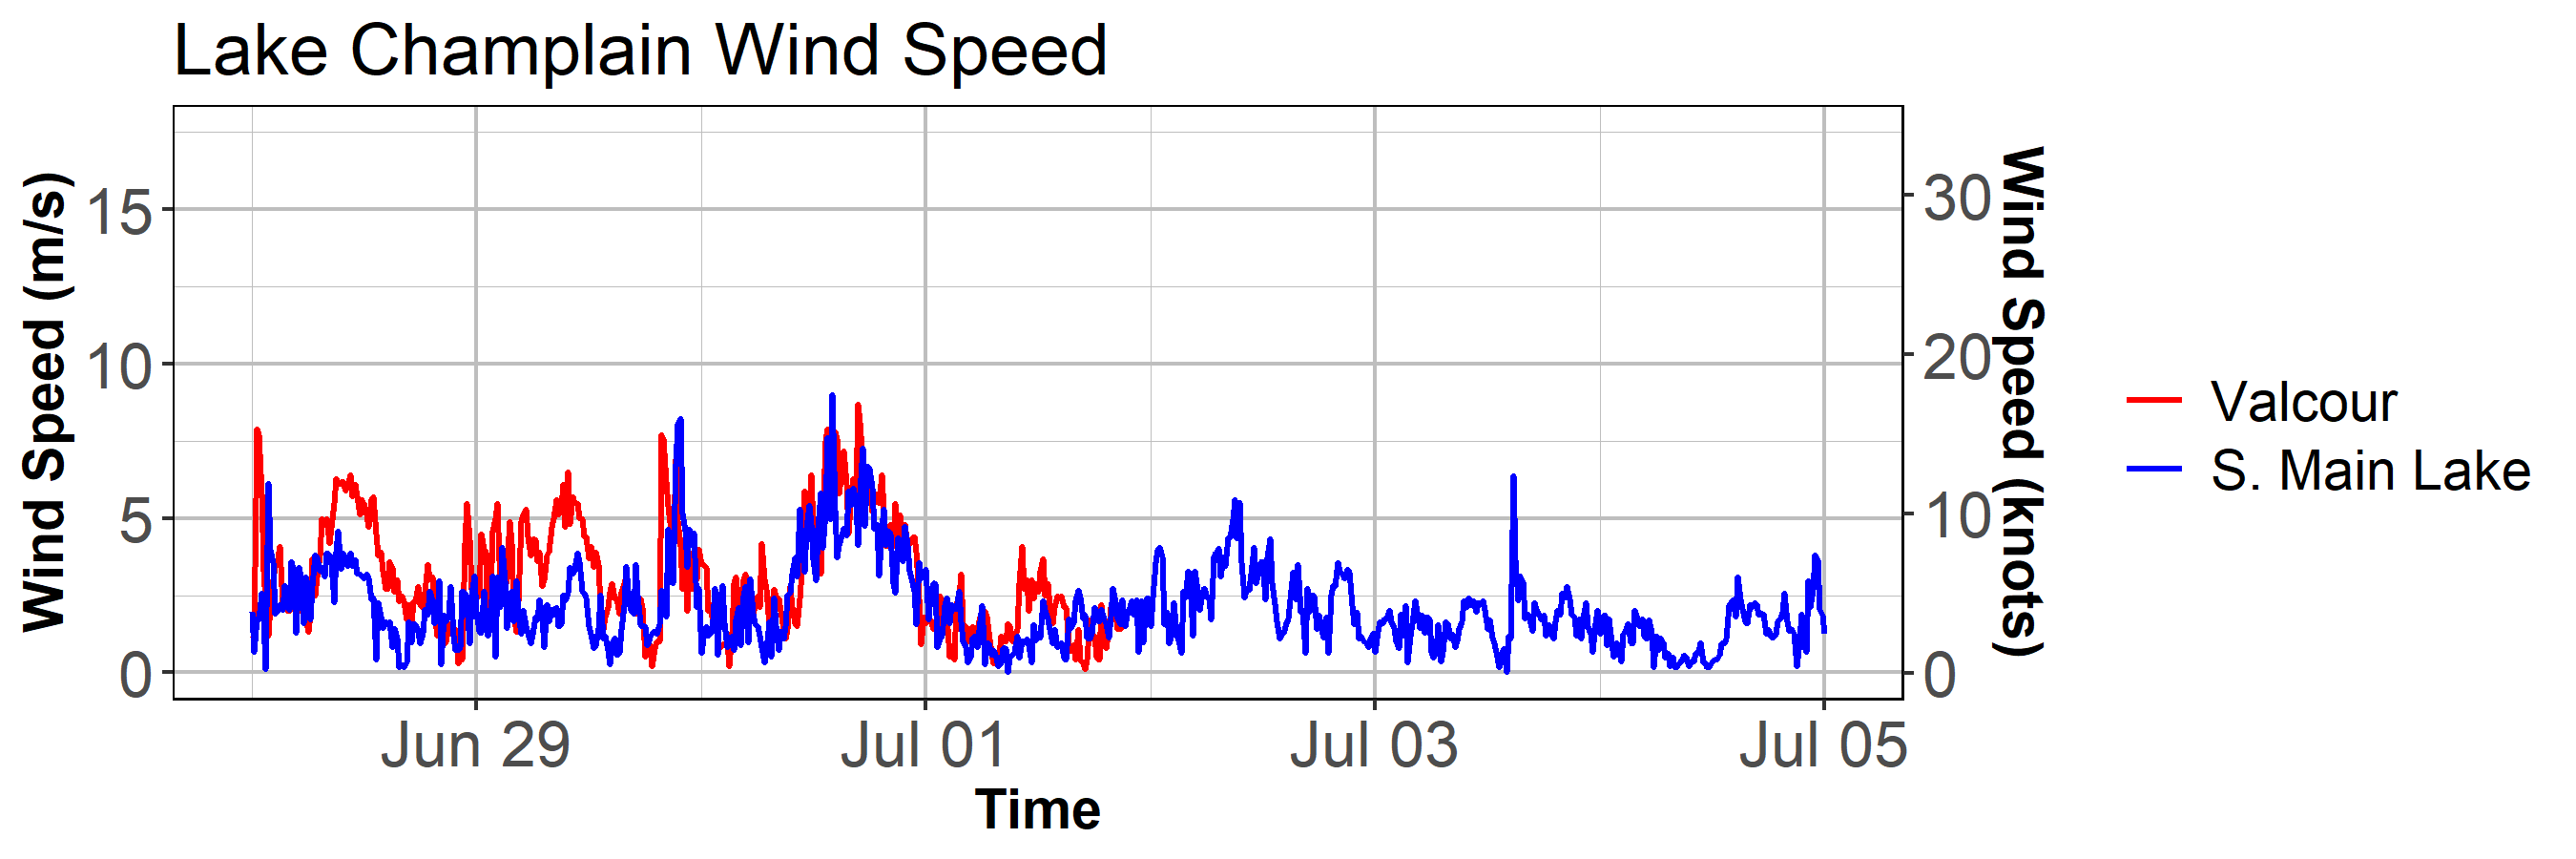 Lake Champlain Wind Speed
Wind Speed (m/s)
15
10
5
0
30
20
10
0
Wind Speed (knots)
Jun 29
Jul 01
Jul 03
Jul 05
Time
Valcour
S. Main Lake